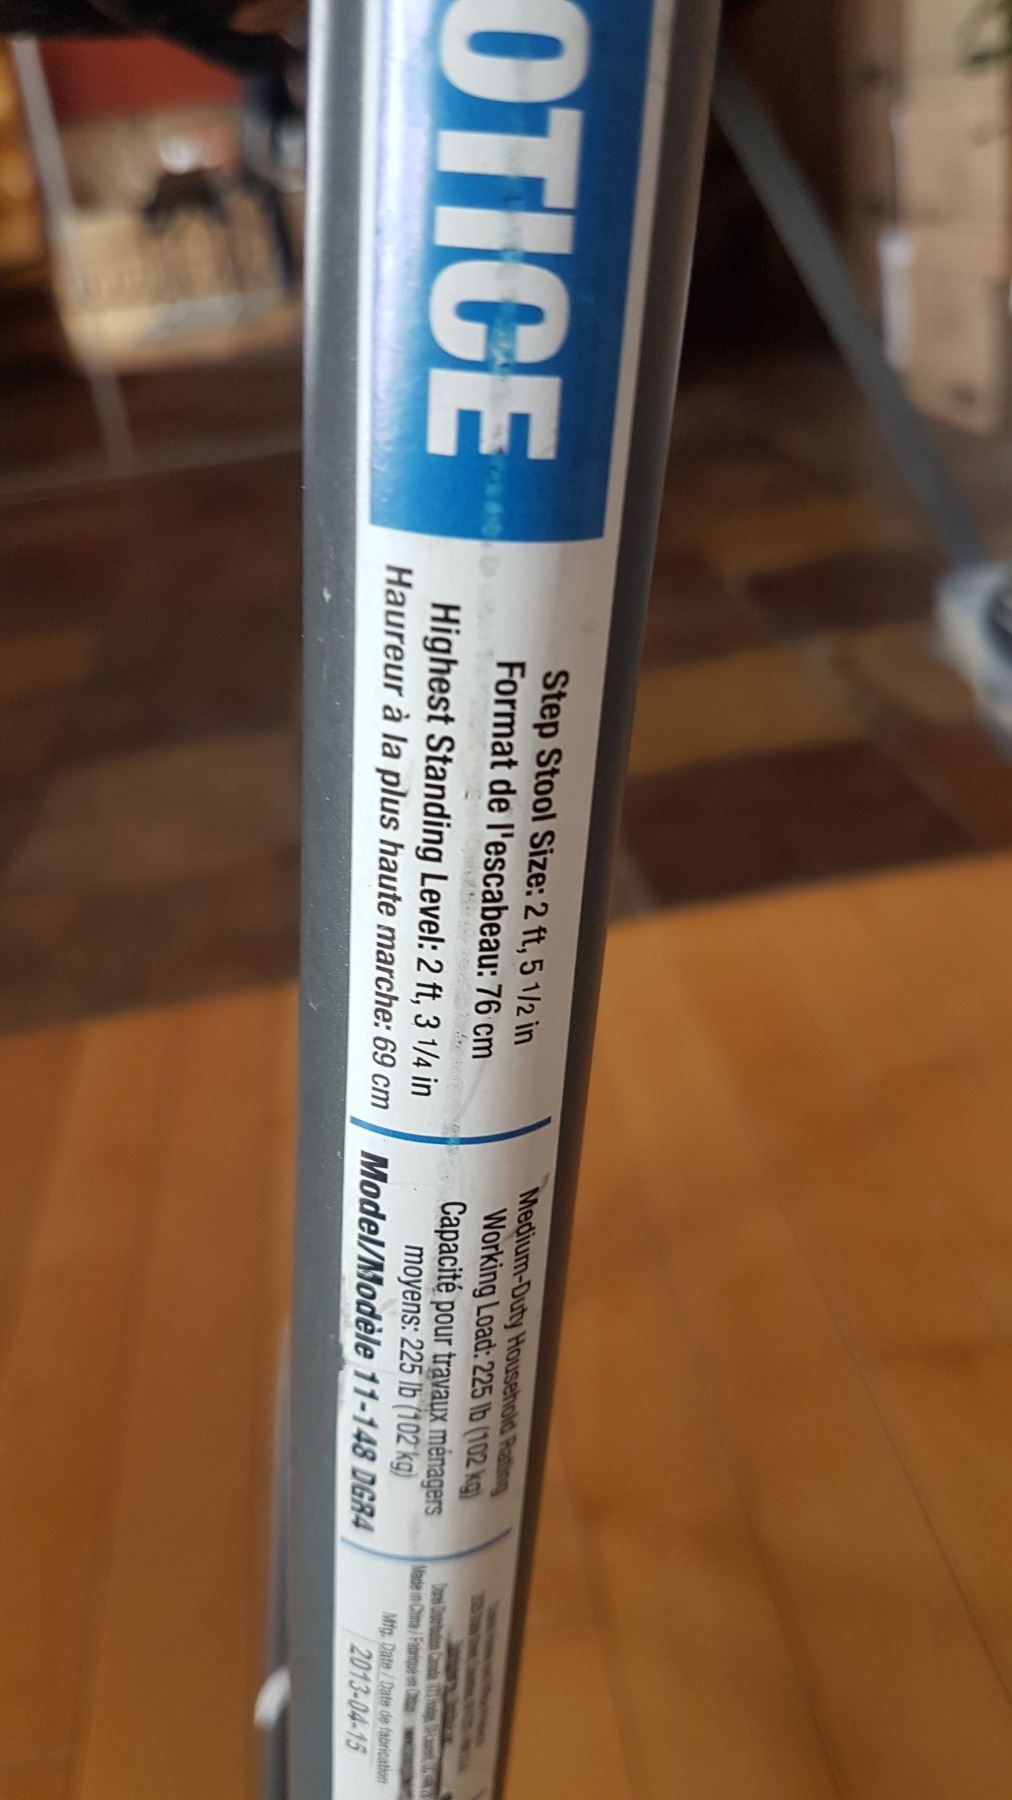 OTICE
Step Stool Size: 2 ft, 5 1/2 in
Format de l'escabeau: 76 cm
Highest Standing Level: 2 ft, 3 1/4 in
Haureur à la plus haute marche: 69 cm
Medium-Duty Household Rating
Working Load: 225 lb (102 kg)
Capacité pour travaux ménagers
moyens: 225 lb (102 kg)
Model/Modèle 11-148 DGR4
Made in China / Fabriqué en Chine
Mfg. Date / Date de fabrication
2013-04-15